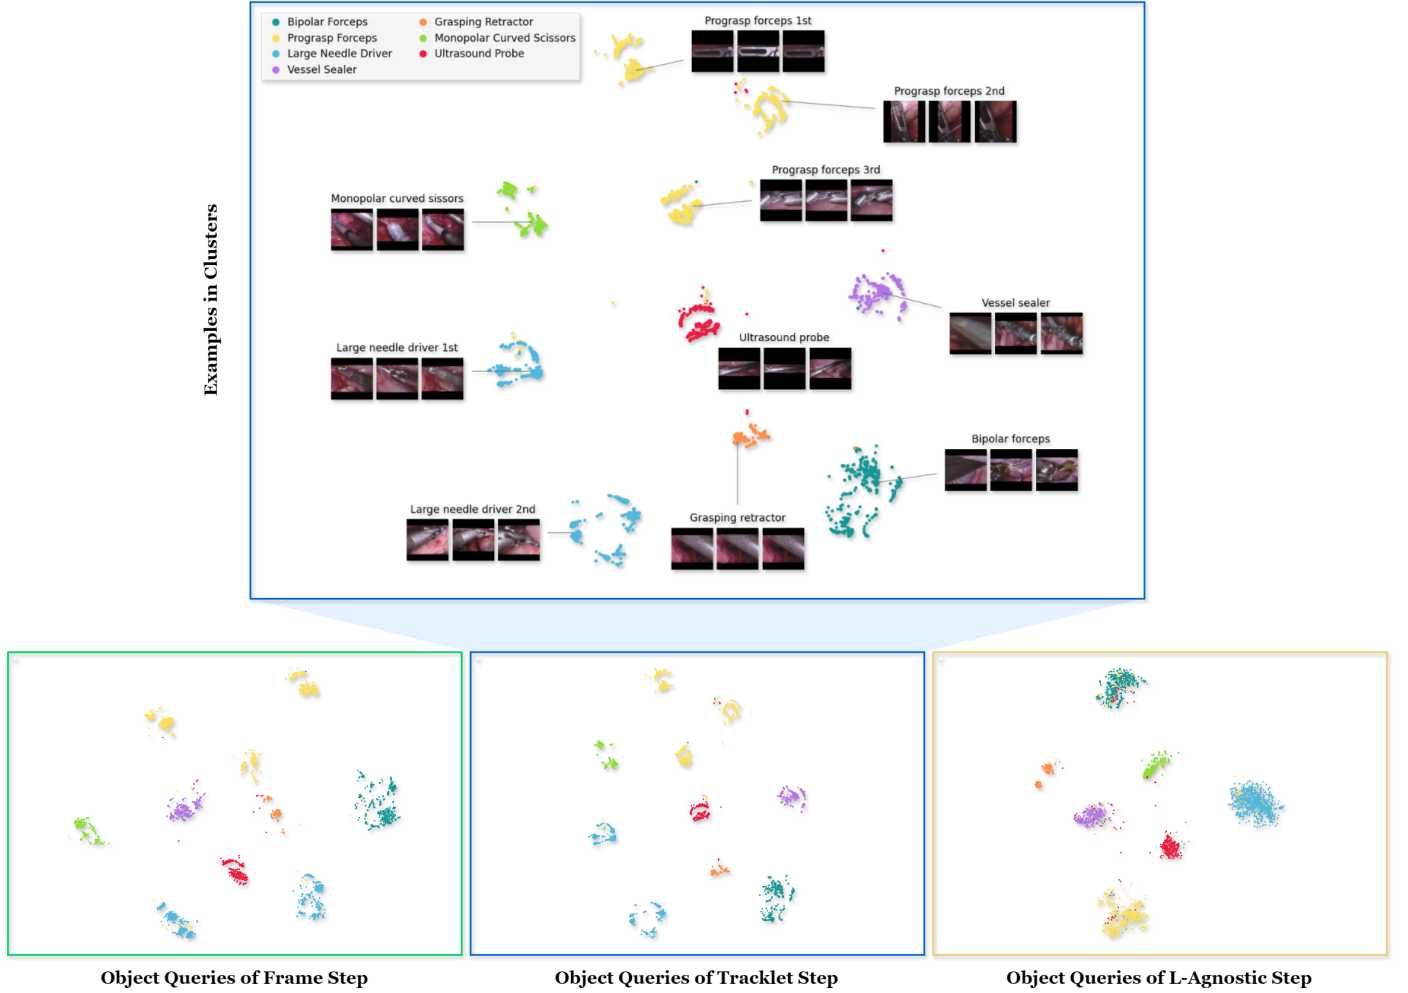 Bipolar Forceps
Prograsp Forceps
Large Needle Driver
Vessel Sealer
Grasping Retractor
Monopolar Curved Scissors
Ultrasound Probe
Prograsp forceps 1st
Prograsp forceps 2nd
Prograsp forceps 3rd
Monopolar curved sissors
Vessel sealer
Ultrasound probe
Large needle driver 1st
Bipolar forceps
Large needle driver 2nd
Grasping retractor
Examples in Clusters
Object Queries of Frame Step
Object Queries of Tracklet Step
Object Queries of L-Agnostic Step